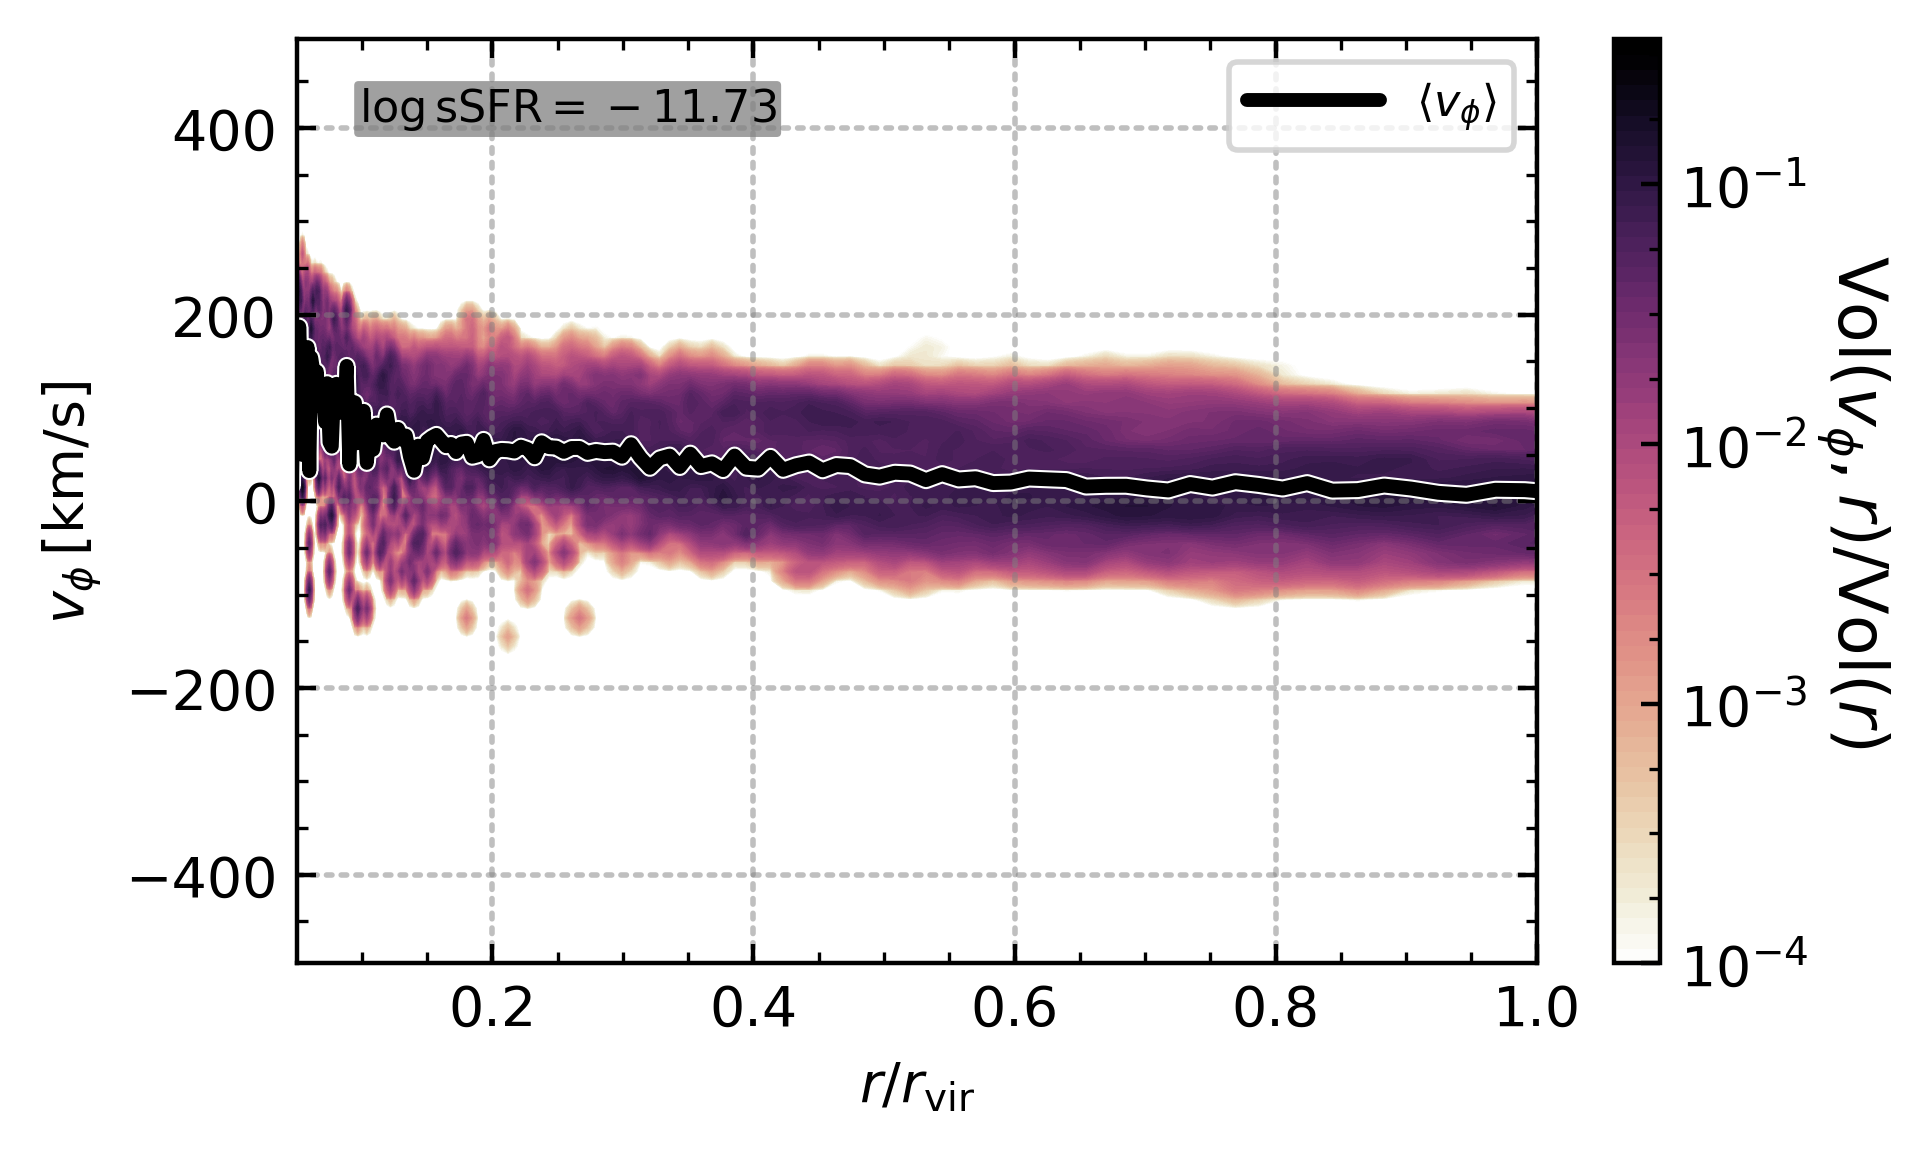 log sSFR = − 11.73
⟨v_ϕ⟩
400
200
0
−200
−400
v_ϕ [km/s]
0.2 0.4 0.6 0.8 1.0
r/r_vir
10⁻¹
10⁻²
10⁻³
10⁻⁴
Vol(v_ϕ, r)/Vol(r)